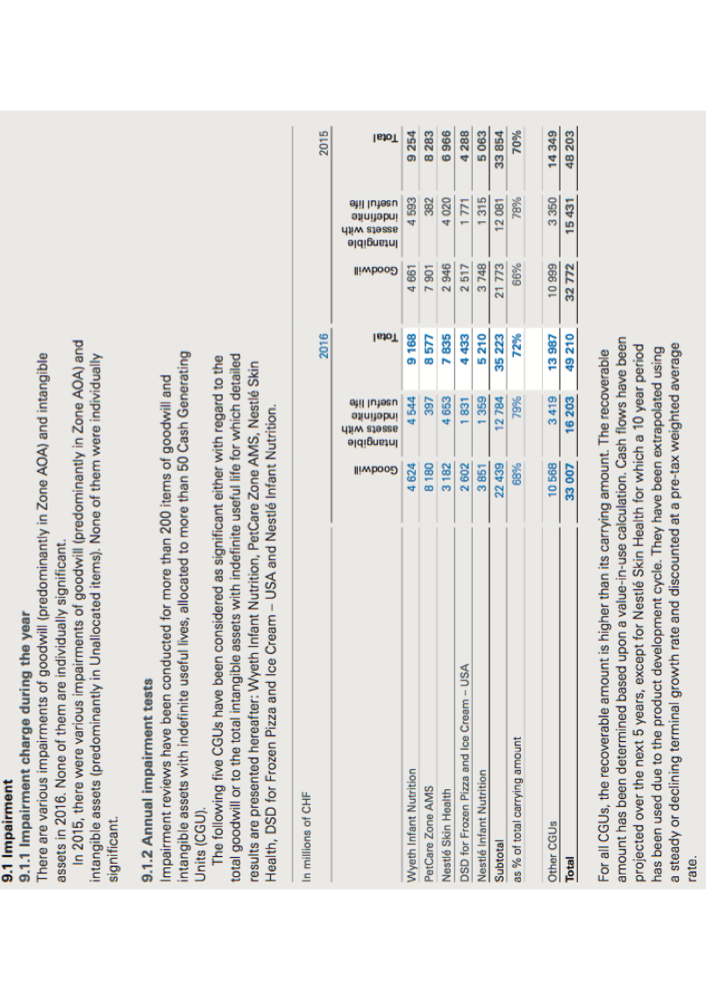 9.1 Impairment
9.1.1 Impairment charge during the year
There are various impairments of goodwill (predominantly in Zone AOA) and intangible
assets in 2016. None of them are individually significant.
In 2015, there were various impairments of goodwill (predominantly in Zone AOA) and
intangible assets (predominantly in Unallocated items). None of them were individually
significant.
9.1.2 Annual impairment tests
Impairment reviews have been conducted for more than 200 items of goodwill and
intangible assets with indefinite useful lives, allocated to more than 50 Cash Generating
Units (CGU).
The following five CGUs have been considered as significant either with regard to the
total goodwill or to the total intangible assets with indefinite useful life for which detailed
results are presented hereafter: Wyeth Infant Nutrition, PetCare Zone AMS, Nestlé Skin
Health, DSD for Frozen Pizza and Ice Cream – USA and Nestlé Infant Nutrition.
In millions of CHF 2016 2015
Goodwill Intangible assets with indefinite useful life Total Goodwill Intangible assets with indefinite useful life Total
Wyeth Infant Nutrition 4 624 4 544 9 168 4 661 4 593 9 254
PetCare Zone AMS 8 180 397 8 577 7 901 382 8 283
Nestlé Skin Health 3 182 4 653 7 835 2 946 4 020 6 966
DSD for Frozen Pizza and Ice Cream – USA 2 602 1 831 4 433 2 517 1 771 4 288
Nestlé Infant Nutrition 3 851 1 359 5 210 3 748 1 315 5 063
Subtotal 22 439 12 784 35 223 21 773 12 081 33 854
as % of total carrying amount 68% 79% 72% 66% 78% 70%
Other CGUs 10 568 3 419 13 987 10 999 3 350 14 349
Total 33 007 16 203 49 210 32 772 15 431 48 203
For all CGUs, the recoverable amount is higher than its carrying amount. The recoverable
amount has been determined based upon a value-in-use calculation. Cash flows have been
projected over the next 5 years, except for Nestlé Skin Health for which a 10 year period
has been used due to the product development cycle. They have been extrapolated using
a steady or declining terminal growth rate and discounted at a pre-tax weighted average
rate.